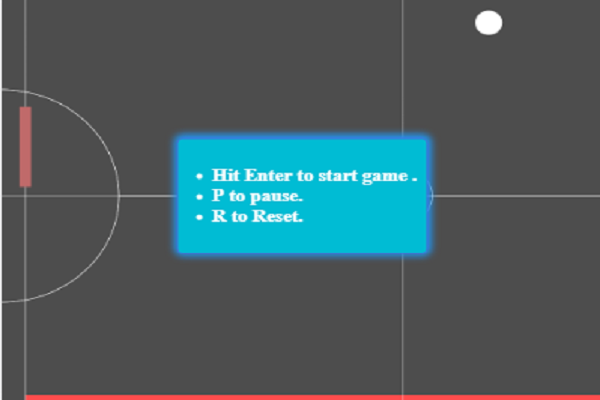 • Hit Enter to start game .
• P to pause.
• R to Reset.